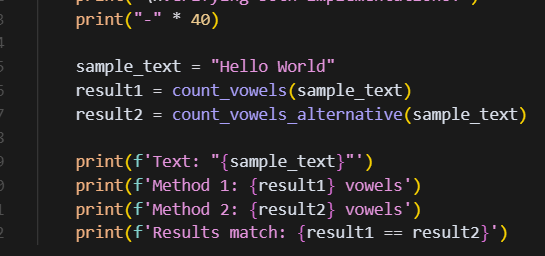 print("-" * 40)
sample_text = "Hello World"
result1 = count_vowels(sample_text)
result2 = count_vowels_alternative(sample_text)
print(f'Text: "{sample_text}"')
print(f'Method 1: {result1} vowels')
print(f'Method 2: {result2} vowels')
print(f'Results match: {result1 == result2}')